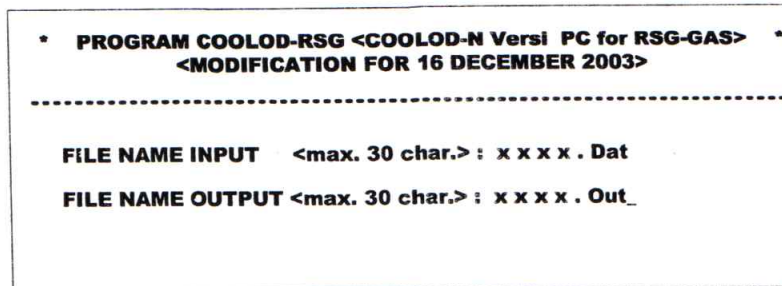 * PROGRAM COOLOD-RSG <COOLOD-N Versi PC for RSG-GAS> *
<MODIFICATION FOR 16 DECEMBER 2003>
FILE NAME INPUT <max. 30 char.> : x x x x . Dat
FILE NAME OUTPUT <max. 30 char.> : x x x x . Out_